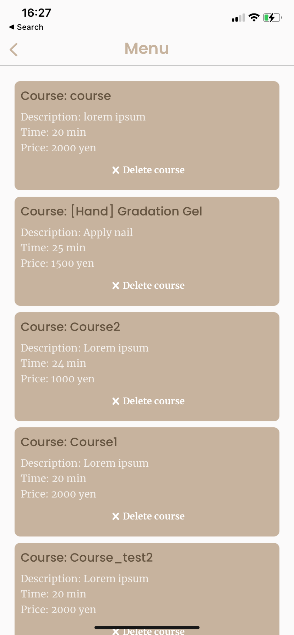 16:27
Search
Menu
Course: course
Description: lorem ipsum
Time: 20 min
Price: 2000 yen
Delete course
Course: [Hand] Gradation Gel
Description: Apply nail
Time: 25 min
Price: 1500 yen
Delete course
Course: Course2
Description: Lorem ipsum
Time: 24 min
Price: 1000 yen
Delete course
Course: Course1
Description: Lorem ipsum
Time: 20 min
Price: 2000 yen
Delete course
Course: Course_test2
Description: Lorem ipsum
Time: 20 min
Price: 2000 yen
Delete course